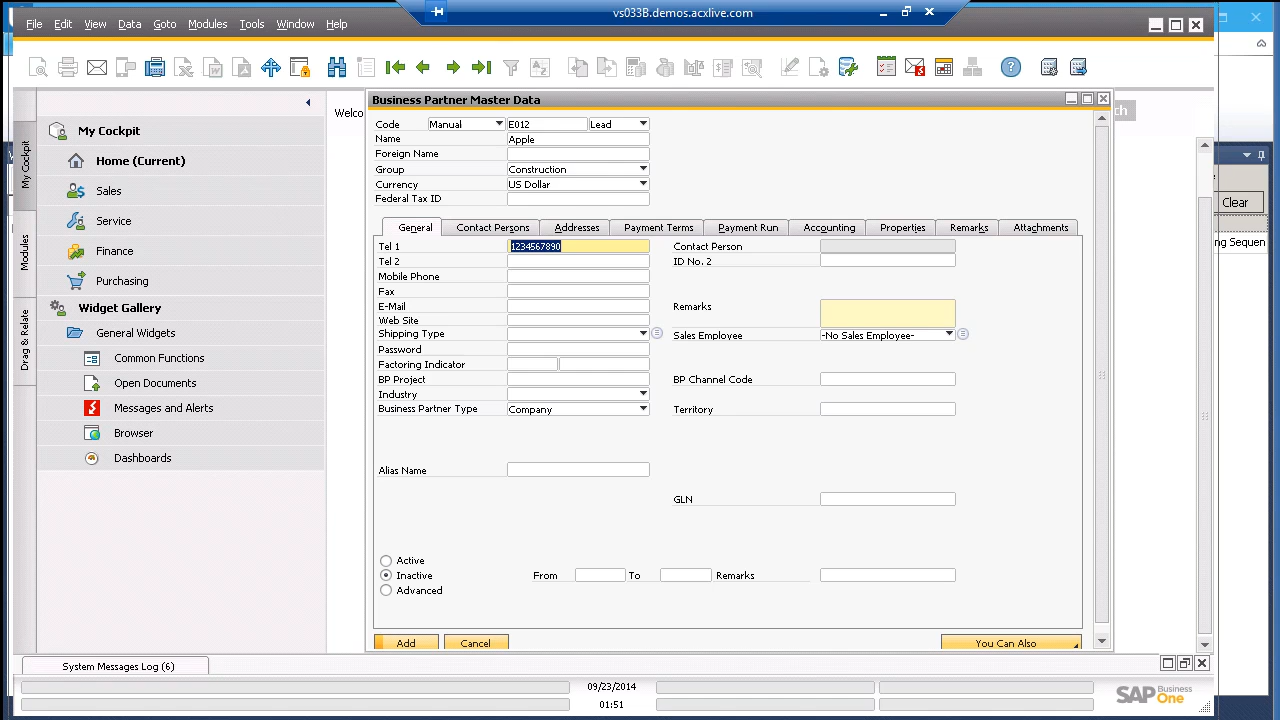 vs033B.demos.acxlive.com
File Edit View Data Goto Modules Tools Window Help
Welco
ch
Clear
ng Sequen
My Cockpit
Modules
Drag & Relate
My Cockpit
Home (Current)
Sales
Service
Finance
Purchasing
Widget Gallery
General Widgets
Common Functions
Open Documents
Messages and Alerts
Browser
Dashboards
Business Partner Master Data
Code Manual E012 Lead
Name Apple
Foreign Name
Group Construction
Currency US Dollar
Federal Tax ID
General Contact Persons Addresses Payment Terms Payment Run Accounting Properties Remarks Attachments
Tel 1 1234567890 Contact Person
Tel 2 ID No. 2
Mobile Phone
Fax
E-Mail Remarks
Web Site
Shipping Type Sales Employee -No Sales Employee-
Password
Factoring Indicator
BP Project BP Channel Code
Industry
Business Partner Type Company Territory
Alias Name
GLN
Active
Inactive From To Remarks
Advanced
Add Cancel You Can Also
System Messages Log (6)
09/23/2014
01:51
SAP Business One